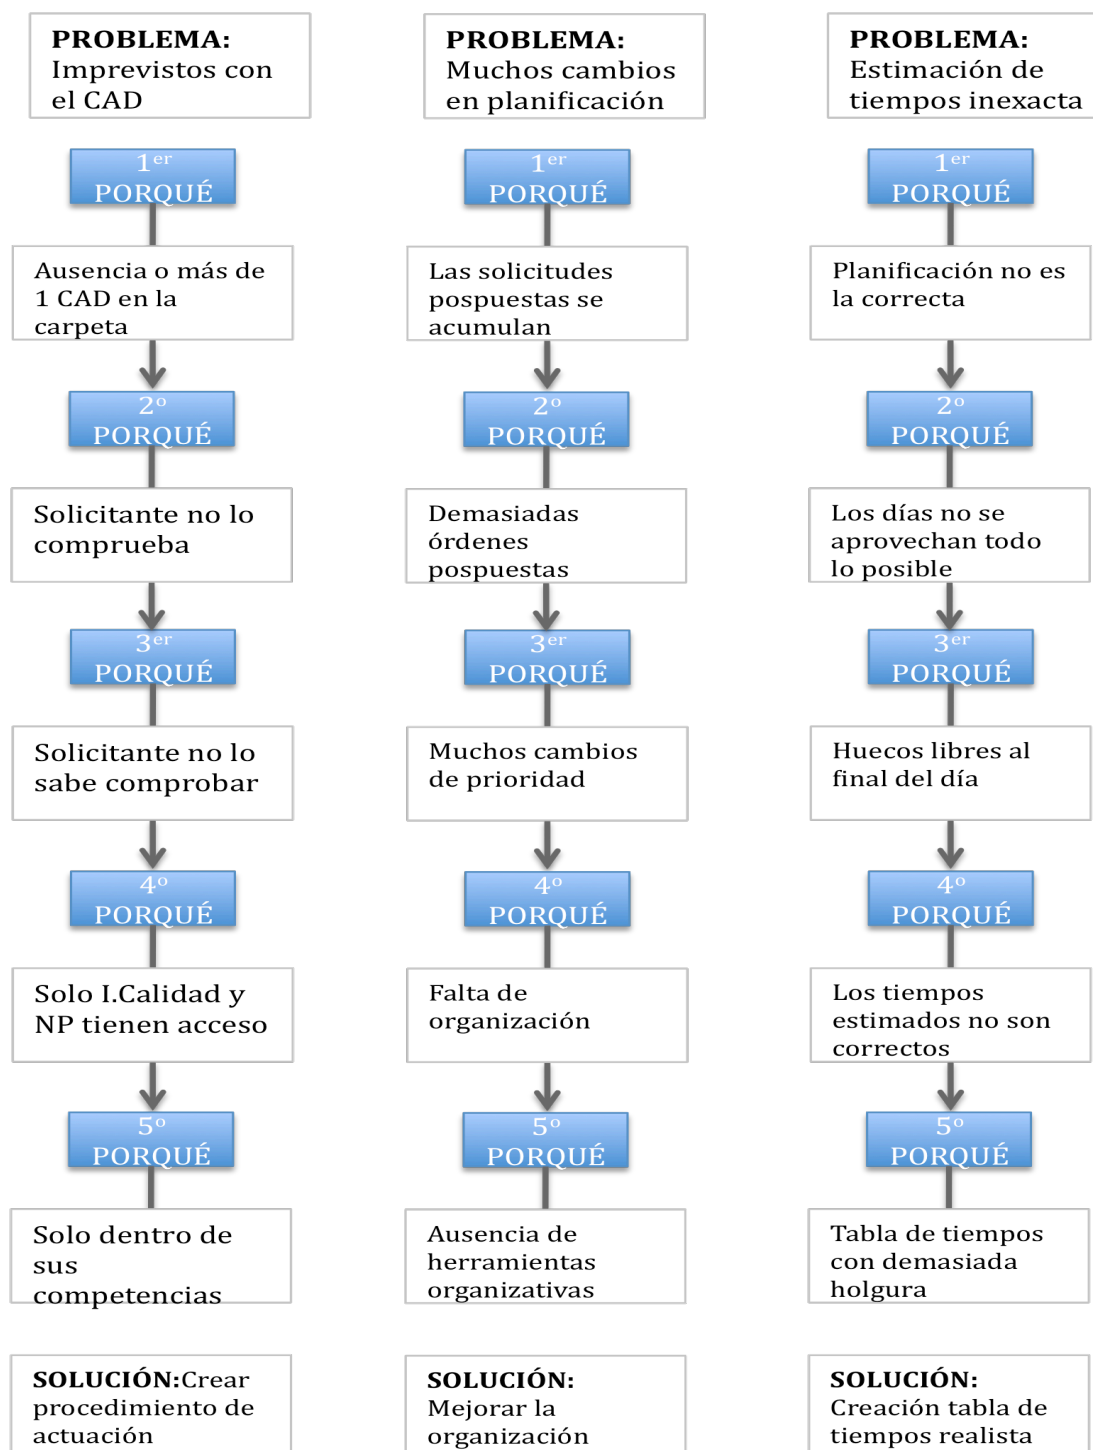 PROBLEMA:
Imprevistos con
el CAD
1er
PORQUÉ
Ausencia o más de
1 CAD en la
carpeta
2º
PORQUÉ
Solicitante no lo
comprueba
3er
PORQUÉ
Solicitante no lo
sabe comprobar
4º
PORQUÉ
Solo I.Calidad y
NP tienen acceso
5º
PORQUÉ
Solo dentro de
sus
competencias
SOLUCIÓN:Crear
procedimiento de
actuación
PROBLEMA:
Muchos cambios
en planificación
1er
PORQUÉ
Las solicitudes
pospuestas se
acumulan
2º
PORQUÉ
Demasiadas
órdenes
pospuestas
3er
PORQUÉ
Muchos cambios
de prioridad
4º
PORQUÉ
Falta de
organización
5º
PORQUÉ
Ausencia de
herramientas
organizativas
SOLUCIÓN:
Mejorar la
organización
PROBLEMA:
Estimación de
tiempos inexacta
1er
PORQUÉ
Planificación no es
la correcta
2º
PORQUÉ
Los días no se
aprovechan todo
lo posible
3er
PORQUÉ
Huecos libres al
final del día
4º
PORQUÉ
Los tiempos
estimados no son
correctos
5º
PORQUÉ
Tabla de tiempos
con demasiada
holgura
SOLUCIÓN:
Creación tabla de
tiempos realista